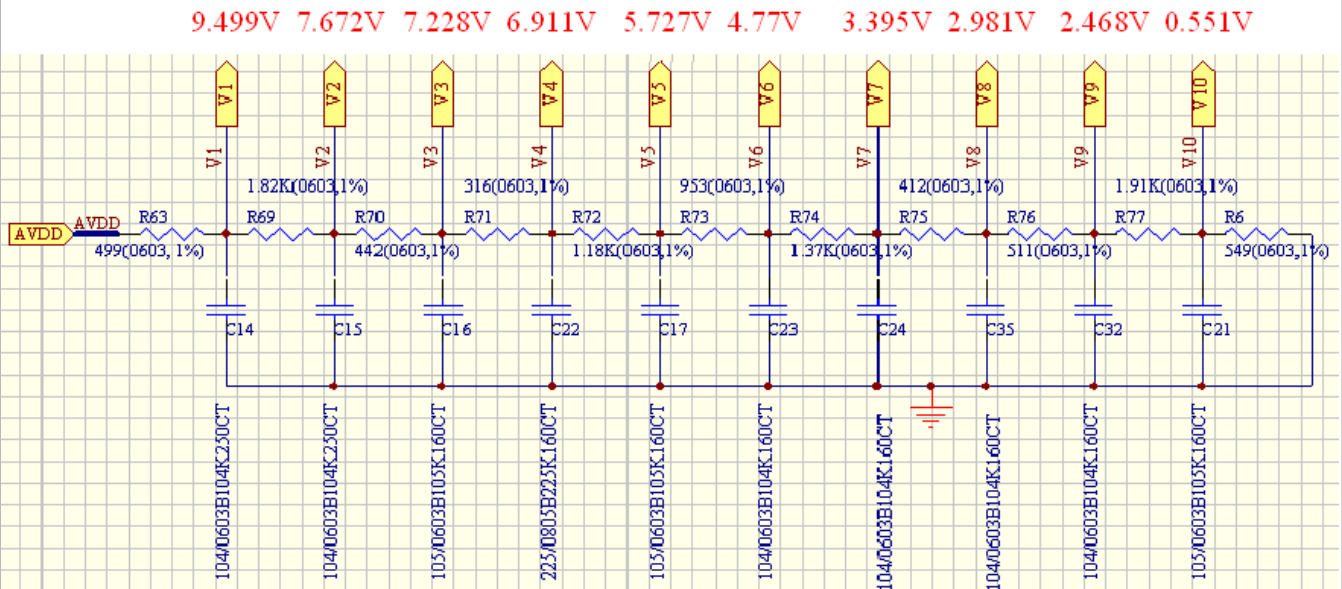 9.499V 7.672V 7.228V 6.911V 5.727V 4.77V 3.395V 2.981V 2.468V 0.551V
V1 V2 V3 V4 V5 V6 V7 V8 V9 V10
V1 V2 V3 V4 V5 V6 V7 V8 V9 V10
1.82K(0603,1%) 316(0603,1%) 953(0603,1%) 412(0603,1%) 1.91K(0603,1%)
AVDD AVDD R63 R69 R70 R71 R72 R73 R74 R75 R76 R77 R6
499(0603, 1%) 442(0603,1%) 1.18K(0603,1%) 1.37K(0603,1%) 511(0603,1%) 549(0603,1%)
C14 C15 C16 C22 C17 C23 C24 C35 C32 C21
104/0603B104K250CT
104/0603B104K250CT
105/0603B105K160CT
225/0805B225K160CT
105/0603B105K160CT
104/0603B104K160CT
104/0603B104K160CT
104/0603B104K160CT
104/0603B104K160CT
105/0603B105K160CT